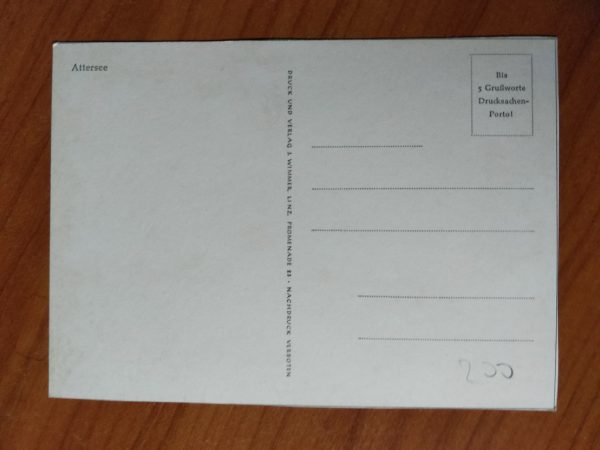 Attersee
DRUCK UND VERLAG J. WIMMER, LINZ, PROMENADE 23 · NACHDRUCK VERBOTEN
Bis
5 Grußworte
Drucksachen-
Porto!
200